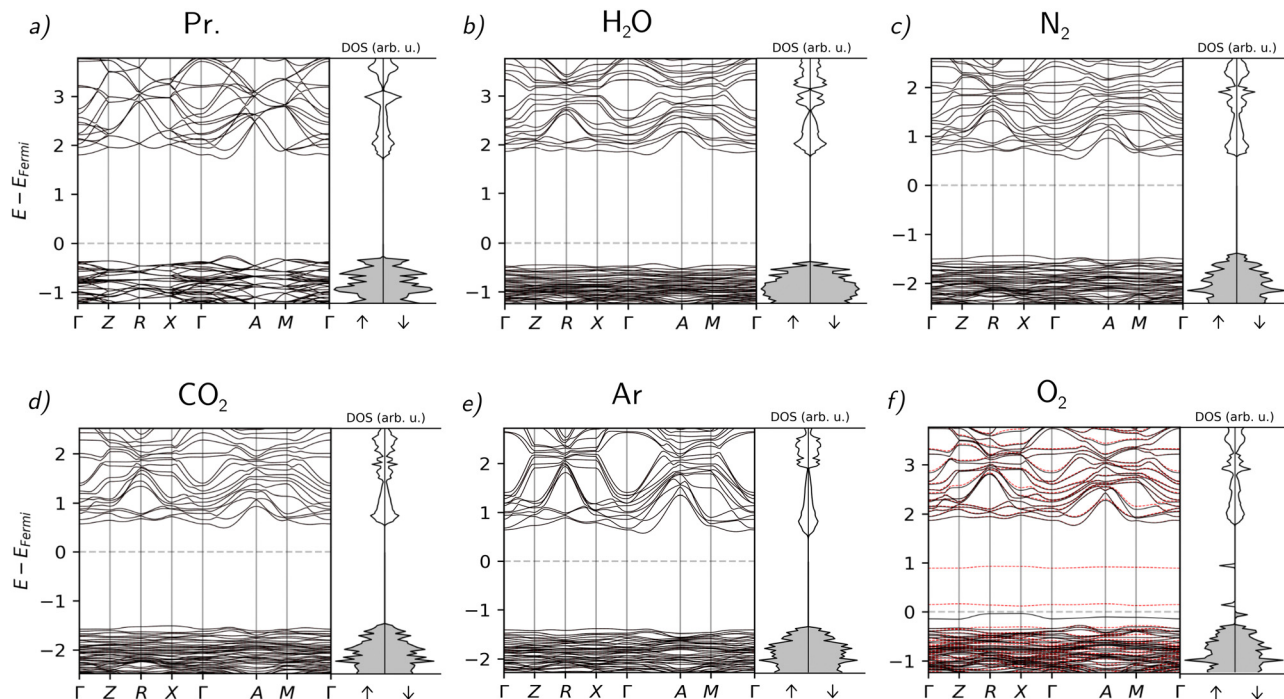 a) Pr.
DOS (arb. u.)
E − E_Fermi
3
2
1
0
−1
Γ Z R X Γ A M Γ ↑ ↓
b) H₂O
DOS (arb. u.)
3
2
1
0
−1
Γ Z R X Γ A M Γ ↑ ↓
c) N₂
DOS (arb. u.)
2
1
0
−1
−2
Γ Z R X Γ A M Γ ↑ ↓
d) CO₂
DOS (arb. u.)
E − E_Fermi
2
1
0
−1
−2
Γ Z R X Γ A M Γ ↑ ↓
e) Ar
DOS (arb. u.)
2
1
0
−1
−2
Γ Z R X Γ A M Γ ↑ ↓
f) O₂
DOS (arb. u.)
3
2
1
0
−1
Γ Z R X Γ A M Γ ↑ ↓